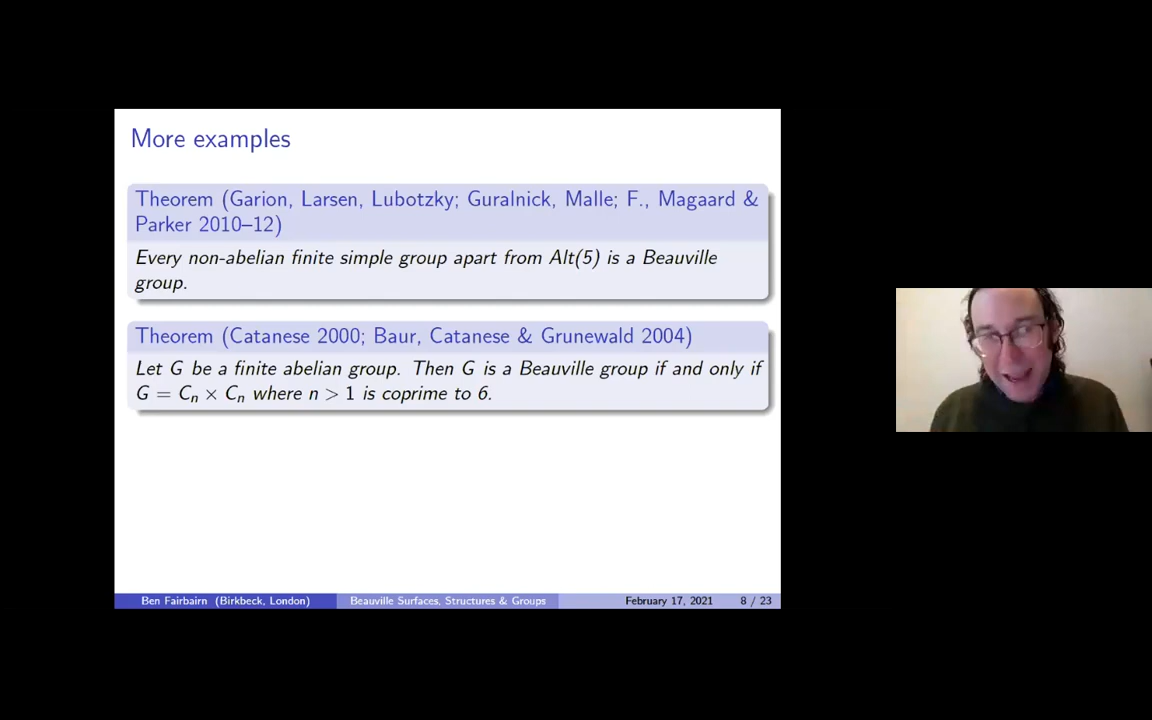 More examples
Theorem (Garion, Larsen, Lubotzky; Guralnick, Malle; F., Magaard &
Parker 2010–12)
Every non-abelian finite simple group apart from Alt(5) is a Beauville
group.
Theorem (Catanese 2000; Baur, Catanese & Grunewald 2004)
Let G be a finite abelian group. Then G is a Beauville group if and only if
G = Cₙ × Cₙ where n > 1 is coprime to 6.
Ben Fairbairn (Birkbeck, London) Beauville Surfaces, Structures & Groups February 17, 2021 8 / 23